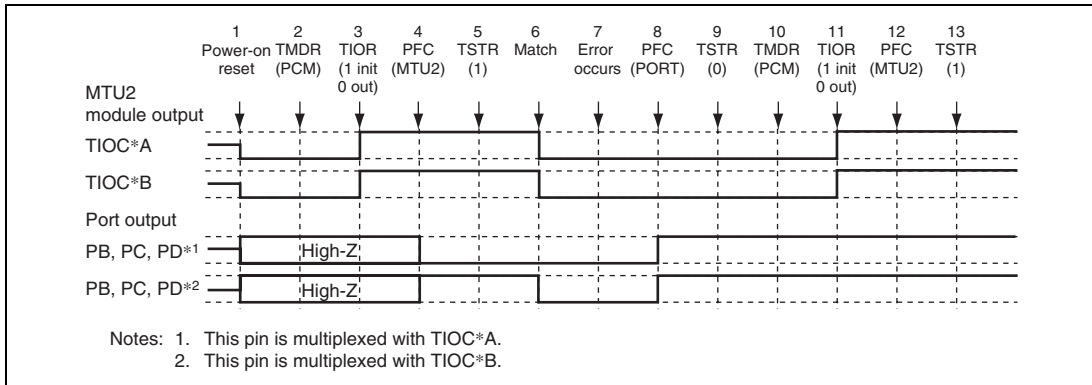 1 2 3 4 5 6 7 8 9 10 11 12 13
Power-on TMDR TIOR PFC TSTR Match Error PFC TSTR TMDR TIOR PFC TSTR
reset (PCM) (1 init (MTU2) (1) occurs (PORT) (0) (PCM) (1 init (MTU2) (1)
0 out) 0 out)
MTU2
module output
TIOC*A
TIOC*B
Port output
PB, PC, PD*1 High-Z
PB, PC, PD*2 High-Z
Notes: 1. This pin is multiplexed with TIOC*A.
2. This pin is multiplexed with TIOC*B.